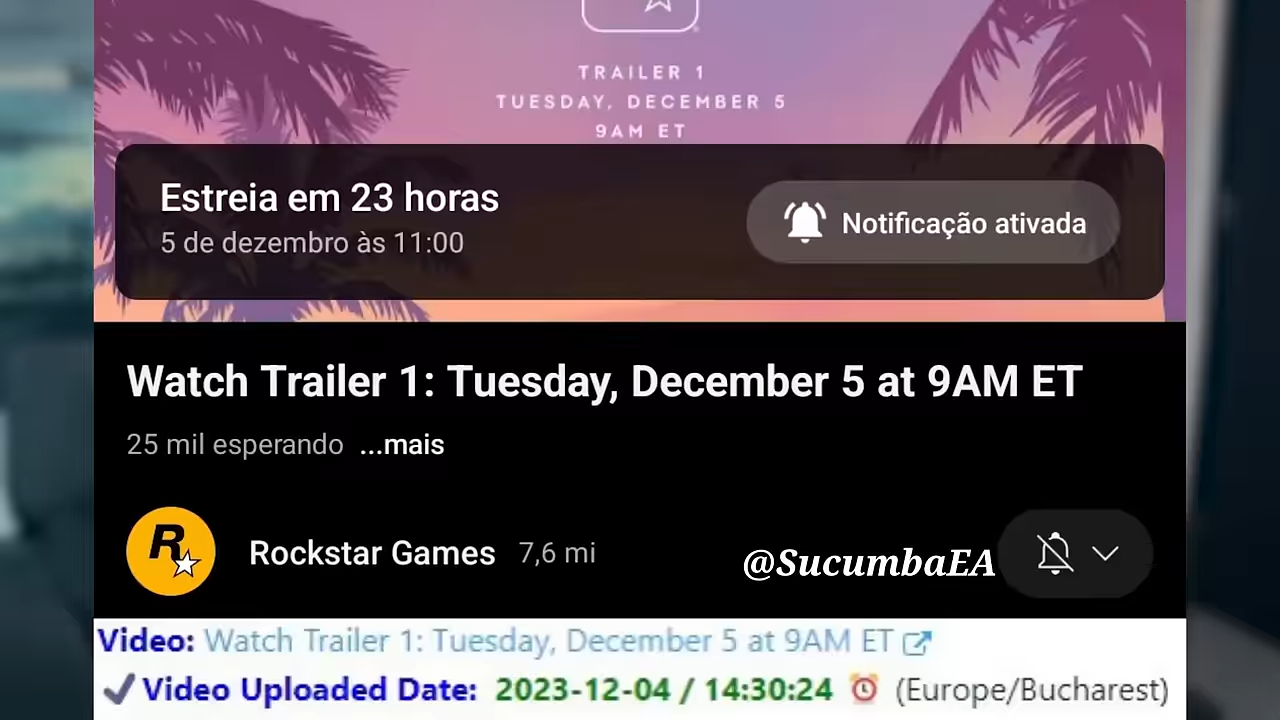 TRAILER 1
TUESDAY, DECEMBER 5
9AM ET
Estreia em 23 horas
5 de dezembro às 11:00
Notificação ativada
Watch Trailer 1: Tuesday, December 5 at 9AM ET
25 mil esperando ...mais
R
Rockstar Games 7,6 mi
@SucumbaEA
Video: Watch Trailer 1: Tuesday, December 5 at 9AM ET
Video Uploaded Date: 2023-12-04 / 14:30:24 (Europe/Bucharest)